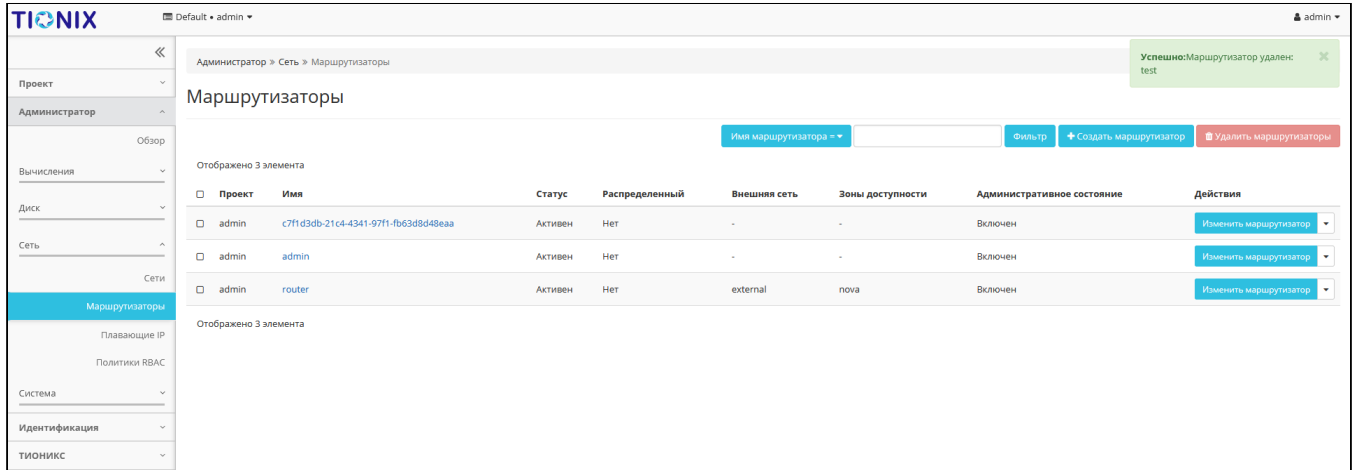 TIONIX
Default • admin
admin
Администратор » Сеть » Маршрутизаторы
Успешно:Маршрутизатор удален:
test
Проект
Администратор
Обзор
Вычисления
Диск
Сеть
Сети
Маршрутизаторы
Плавающие IP
Политики RBAC
Система
Идентификация
ТИОНИКС
Маршрутизаторы
Имя маршрутизатора = Фильтр Создать маршрутизатор Удалить маршрутизаторы
Отображено 3 элемента
Проект Имя Статус Распределенный Внешняя сеть Зоны доступности Административное состояние Действия
admin c7f1d3db-21c4-4341-97f1-fb63d8d48eaa Активен Нет - - Включен Изменить маршрутизатор
admin admin Активен Нет - - Включен Изменить маршрутизатор
admin router Активен Нет external nova Включен Изменить маршрутизатор
Отображено 3 элемента